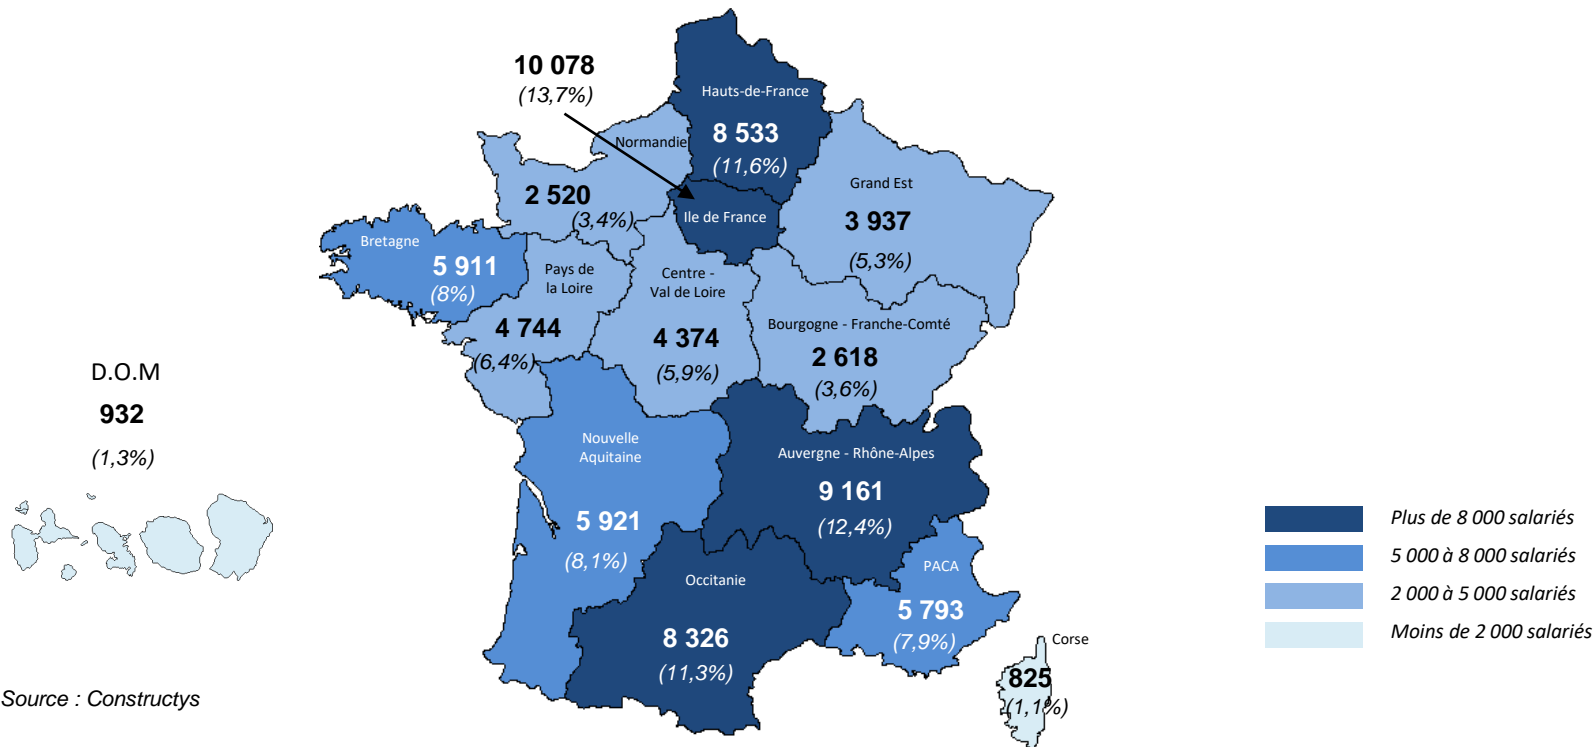 10 078
(13,7%)
Hauts-de-France
8 533
(11,6%)
Normandie
2 520
(3,4%)
Ile de France
Grand Est
3 937
(5,3%)
Bretagne
5 911
(8%)
Pays de
la Loire
4 744
(6,4%)
Centre -
Val de Loire
4 374
(5,9%)
Bourgogne - Franche-Comté
2 618
(3,6%)
D.O.M
932
(1,3%)
Nouvelle
Aquitaine
5 921
(8,1%)
Auvergne - Rhône-Alpes
9 161
(12,4%)
Occitanie
8 326
(11,3%)
PACA
5 793
(7,9%)
Corse
825
(1,1%)
Plus de 8 000 salariés
5 000 à 8 000 salariés
2 000 à 5 000 salariés
Moins de 2 000 salariés
Source : Constructys